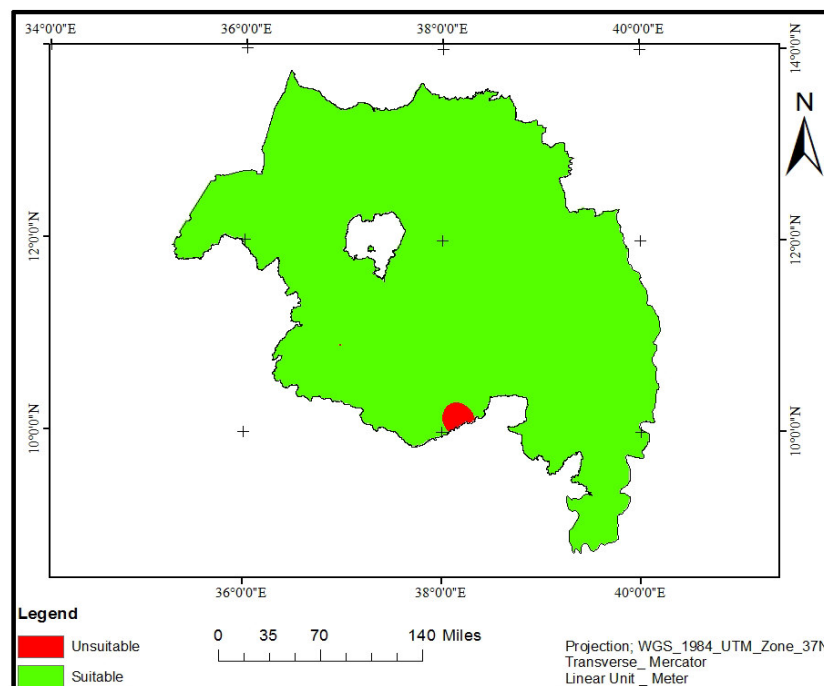 34°0'0"E 36°0'0"E 38°0'0"E 40°0'0"E
14°0'0"N
N
12°0'0"N 12°0'0"N
10°0'0"N 10°0'0"N
36°0'0"E 38°0'0"E 40°0'0"E
Legend
Unsuitable
Suitable
0 35 70 140 Miles
Projection; WGS_1984_UTM_Zone_37N
Transverse_ Mercator
Linear Unit _ Meter